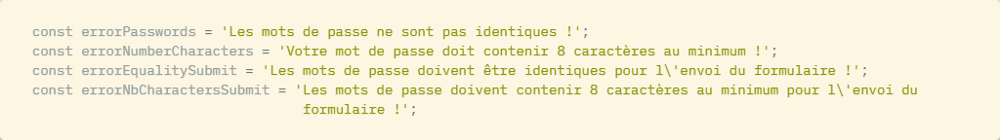 const errorPasswords = 'Les mots de passe ne sont pas identiques !';
const errorNumberCharacters = 'Votre mot de passe doit contenir 8 caractères au minimum !';
const errorEqualitySubmit = 'Les mots de passe doivent être identiques pour l\'envoi du formulaire !';
const errorNbCharactersSubmit = 'Les mots de passe doivent contenir 8 caractères au minimum pour l\'envoi du
formulaire !';